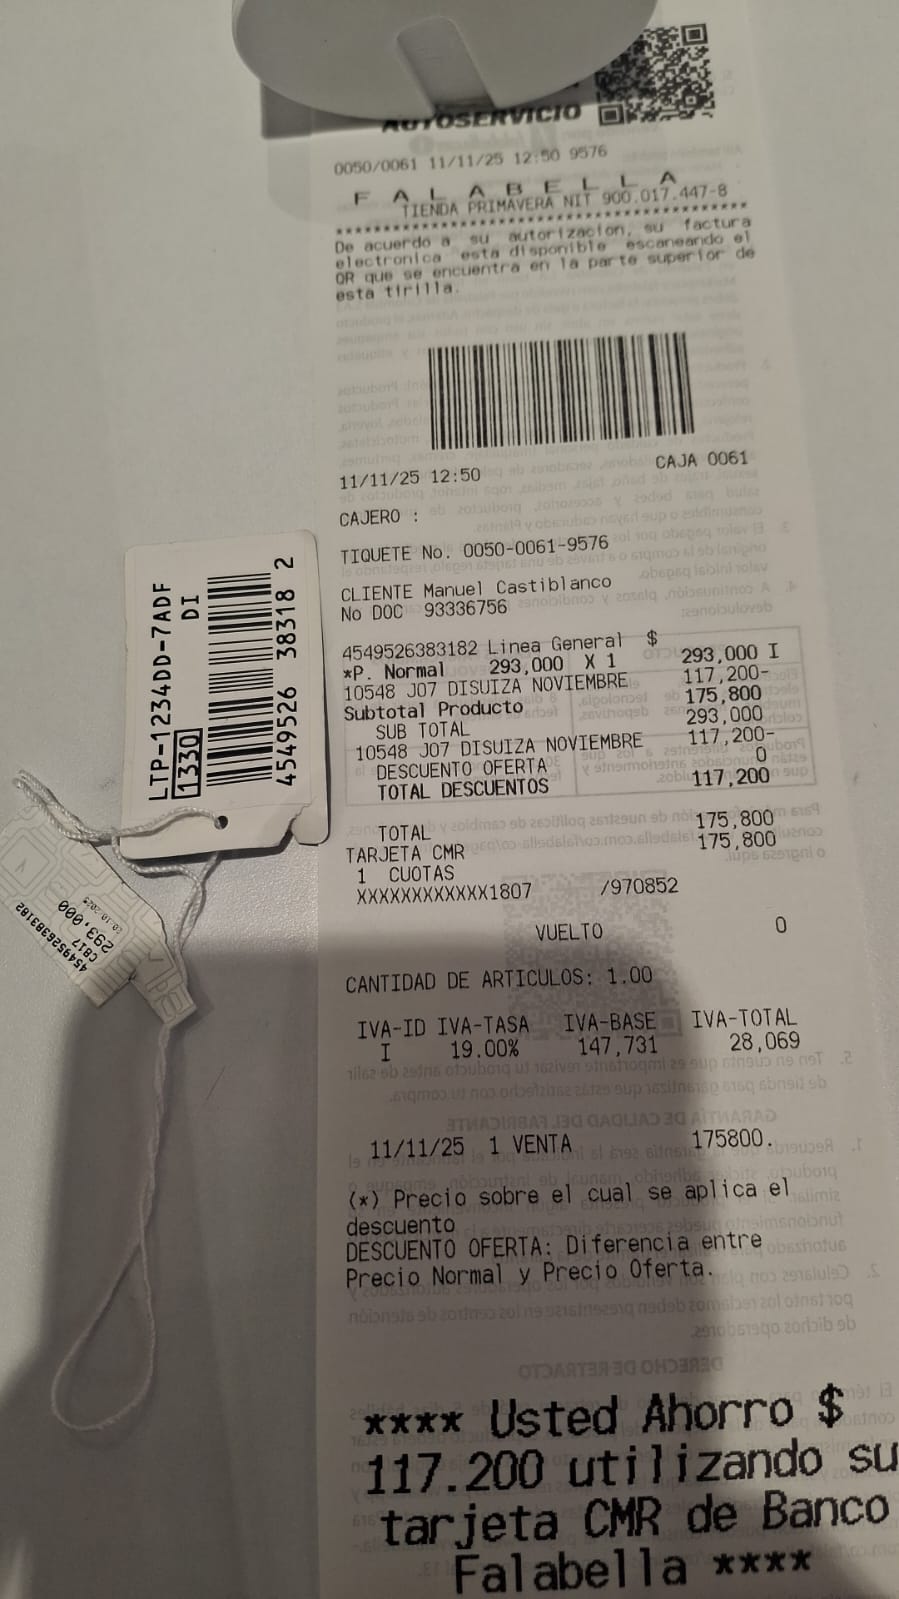 AUTOSERVICIO
0050/0061 11/11/25 12:50 9576
F A L A B E L L A
TIENDA PRIMAVERA NIT 900.017.447-8
****************************************
De acuerdo a su autorizacion, su factura
electronica esta disponible escaneando el
QR que se encuentra en la parte superior de
esta tirilla.
11/11/25 12:50 CAJA 0061
CAJERO :
TIQUETE No. 0050-0061-9576
CLIENTE Manuel Castiblanco
No DOC 93336756
4549526383182 Linea General $ 293,000 I
*P. Normal 293,000 X 1
10548 J07 DISUIZA NOVIEMBRE 117,200-
Subtotal Producto 175,800
SUB TOTAL 293,000
10548 J07 DISUIZA NOVIEMBRE 117,200-
DESCUENTO OFERTA 0
TOTAL DESCUENTOS 117,200
TOTAL 175,800
TARJETA CMR 175,800
1 CUOTAS
XXXXXXXXXXXX1807 /970852
VUELTO 0
CANTIDAD DE ARTICULOS: 1.00
IVA-ID IVA-TASA IVA-BASE IVA-TOTAL
I 19.00% 147,731 28,069
11/11/25 1 VENTA 175800.
(*) Precio sobre el cual se aplica el
descuento
DESCUENTO OFERTA: Diferencia entre
Precio Normal y Precio Oferta.
**** Usted Ahorro $
117.200 utilizando su
tarjeta CMR de Banco
Falabella ****
LTP-1234DD-7ADF
1330 DI
4549526 38318 2
4549526383182
CB17
293,000